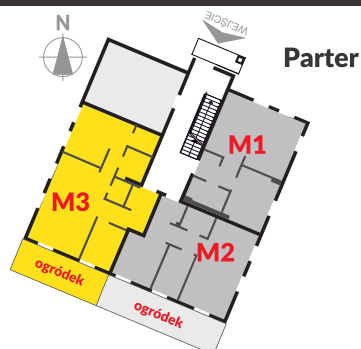 N
WEJŚCIE
Parter
M1
M3
M2
ogródek
ogródek